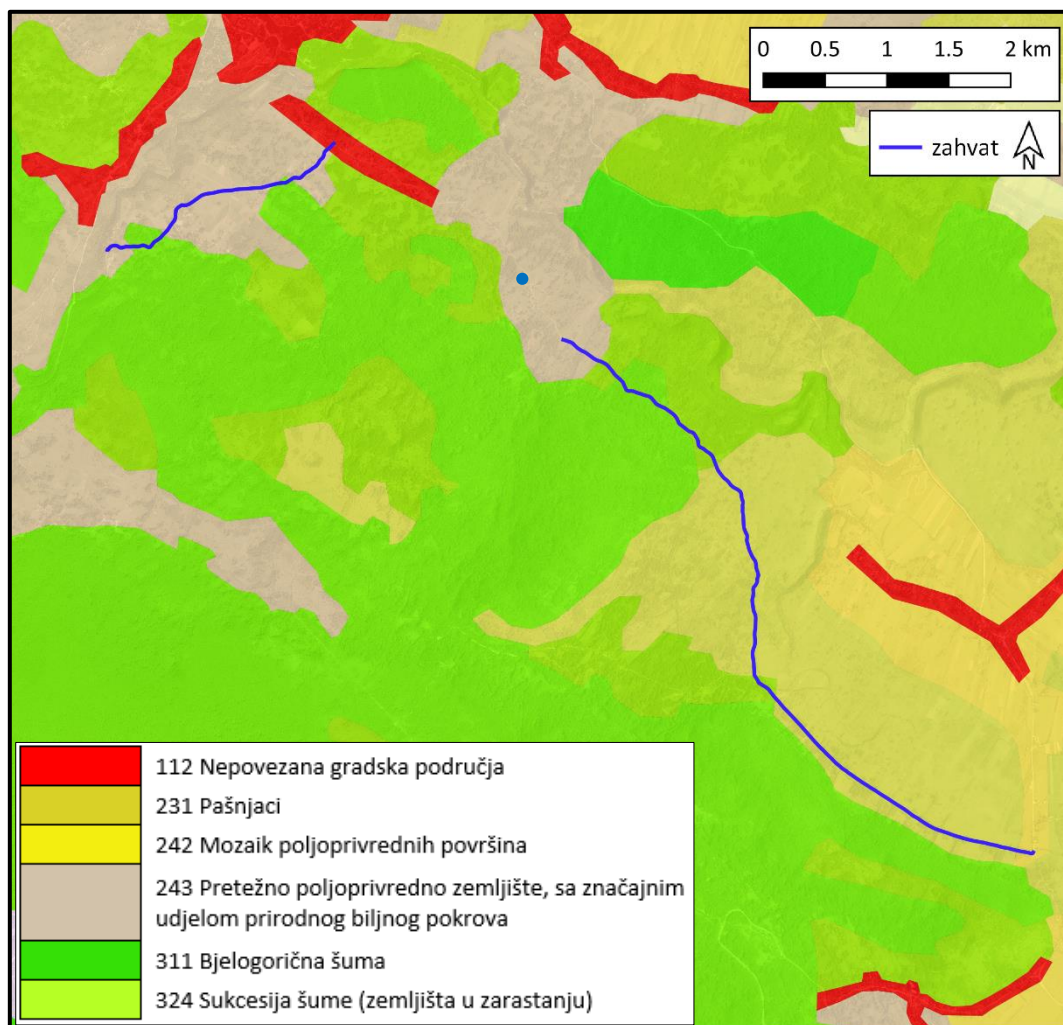 0 0.5 1 1.5 2 km
zahvat
N
112 Nepovezana gradska područja
231 Pašnjaci
242 Mozaik poljoprivrednih površina
243 Pretežno poljoprivredno zemljište, sa značajnim
udjelom prirodnog biljnog pokrova
311 Bjelogorična šuma
324 Sukcesija šume (zemljišta u zarastanju)